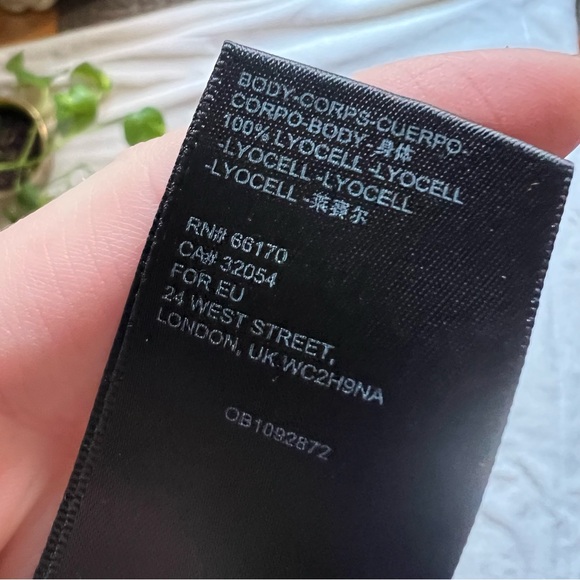 BODY-CORPS-CUERPO-
CORPO-BODY-身体
100% LYOCELL -LYOCELL
-LYOCELL -LYOCELL
-LYOCELL -莱赛尔
RN# 66170
CA# 32054
FOR EU
24 WEST STREET,
LONDON, UK WC2H9NA
OB1092872